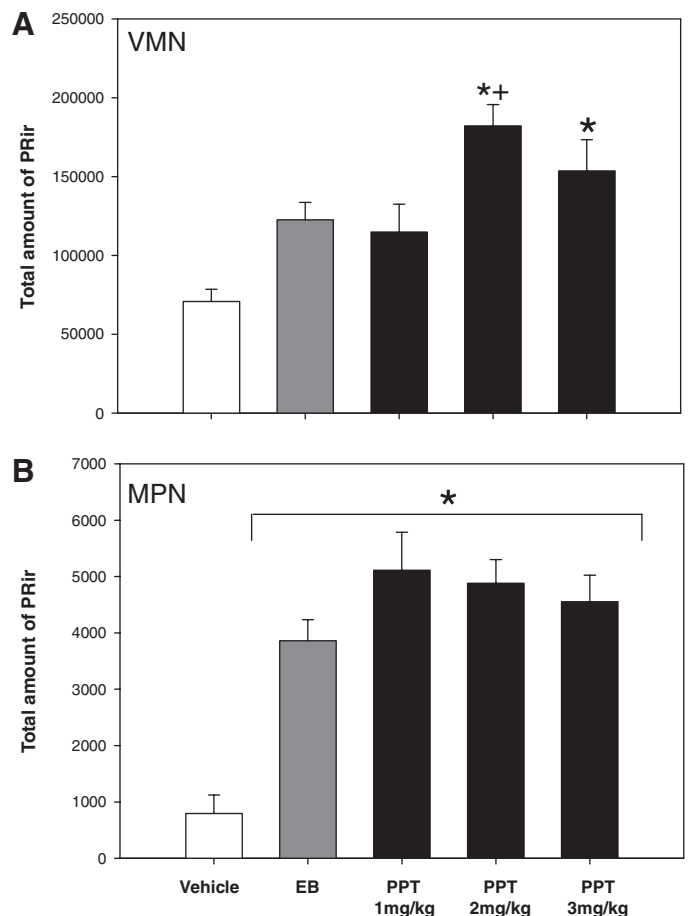 A
VMN
Total amount of PRir
250000
200000
150000
100000
50000
0
*+
*
B
MPN
Total amount of PRir
7000
6000
5000
4000
3000
2000
1000
0
*
Vehicle
EB
PPT
1mg/kg
PPT
2mg/kg
PPT
3mg/kg